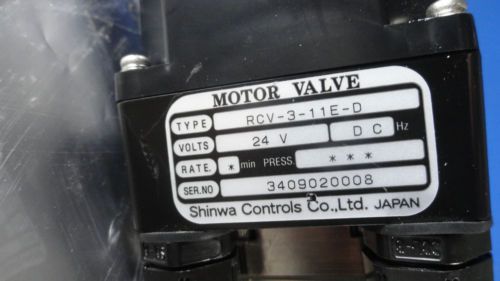 MOTOR VALVE
TYPE RCV-3-11E-D
VOLTS 24 V DC Hz
RATE. * min PRESS. * * *
SER.NO 3409020008
Shinwa Controls Co.,Ltd. JAPAN